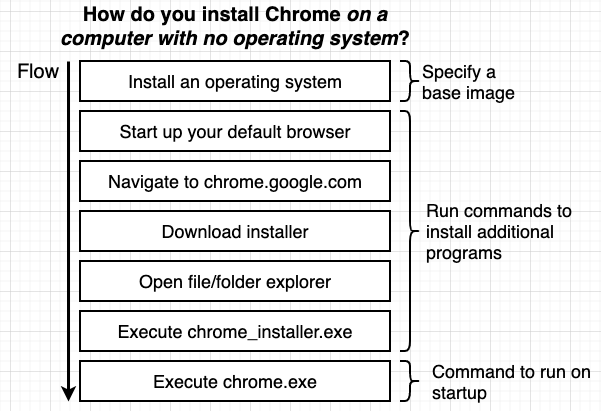 How do you install Chrome on a
computer with no operating system?
Flow
Install an operating system
Specify a
base image
Start up your default browser
Navigate to chrome.google.com
Download installer
Open file/folder explorer
Execute chrome_installer.exe
Run commands to
install additional
programs
Execute chrome.exe
Command to run on
startup